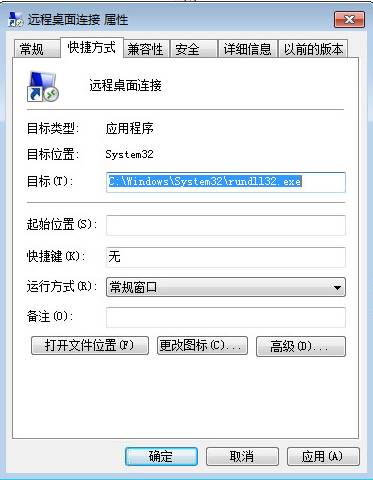 远程桌面连接 属性
常规 快捷方式 兼容性 安全 详细信息 以前的版本
远程桌面连接
目标类型: 应用程序
目标位置: System32
目标(T): C:\Windows\System32\rundll32.exe
起始位置(S):
快捷键(K): 无
运行方式(R): 常规窗口
备注(O):
打开文件位置(F) 更改图标(C)... 高级(D)...
确定 取消 应用(A)